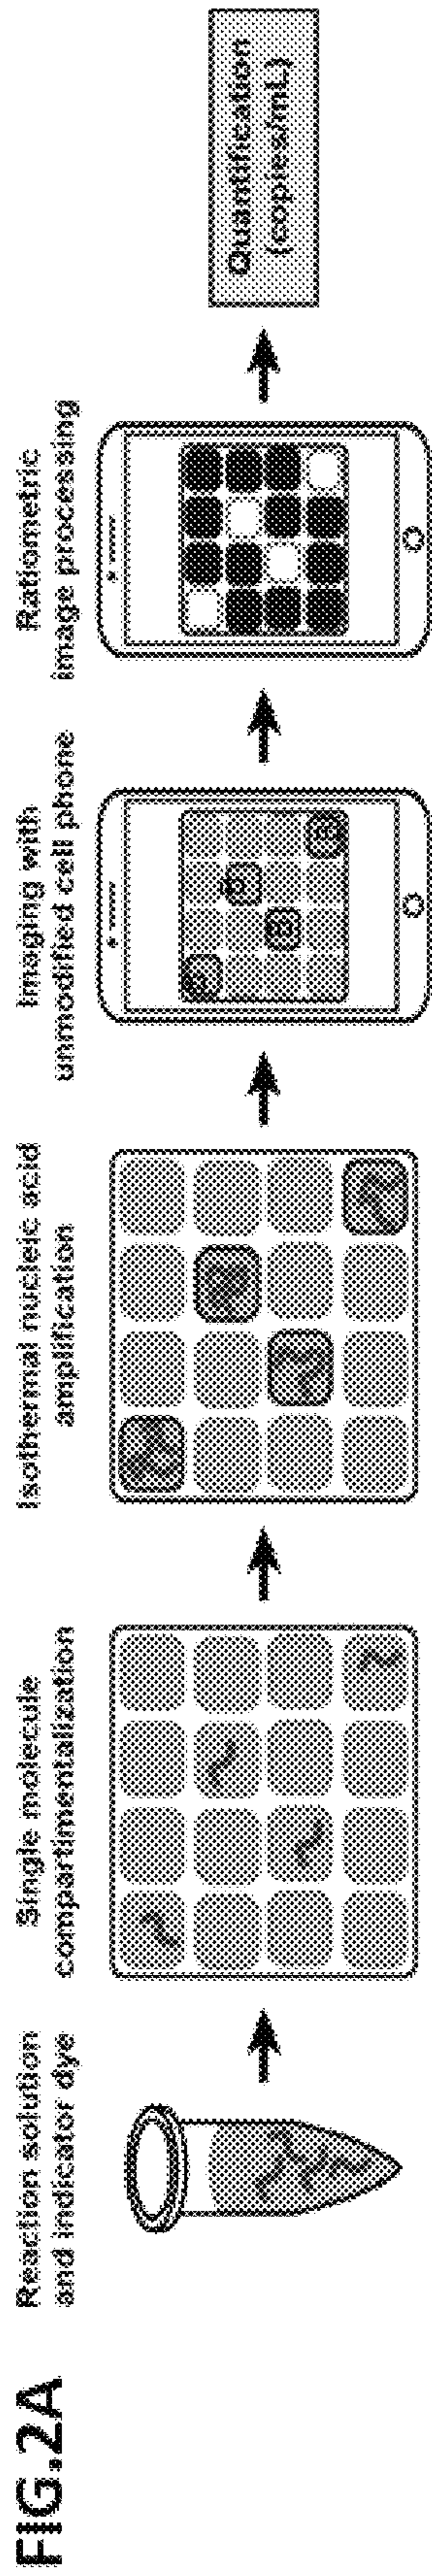 FIG.2A
Reaction solution
and indicator dye
Single molecule
compartimentalization
Isothermal nucleic acid
amplification
Imaging with
unmodified cell phone
Ratiometric
image processing
Quantification
(copies/mL)